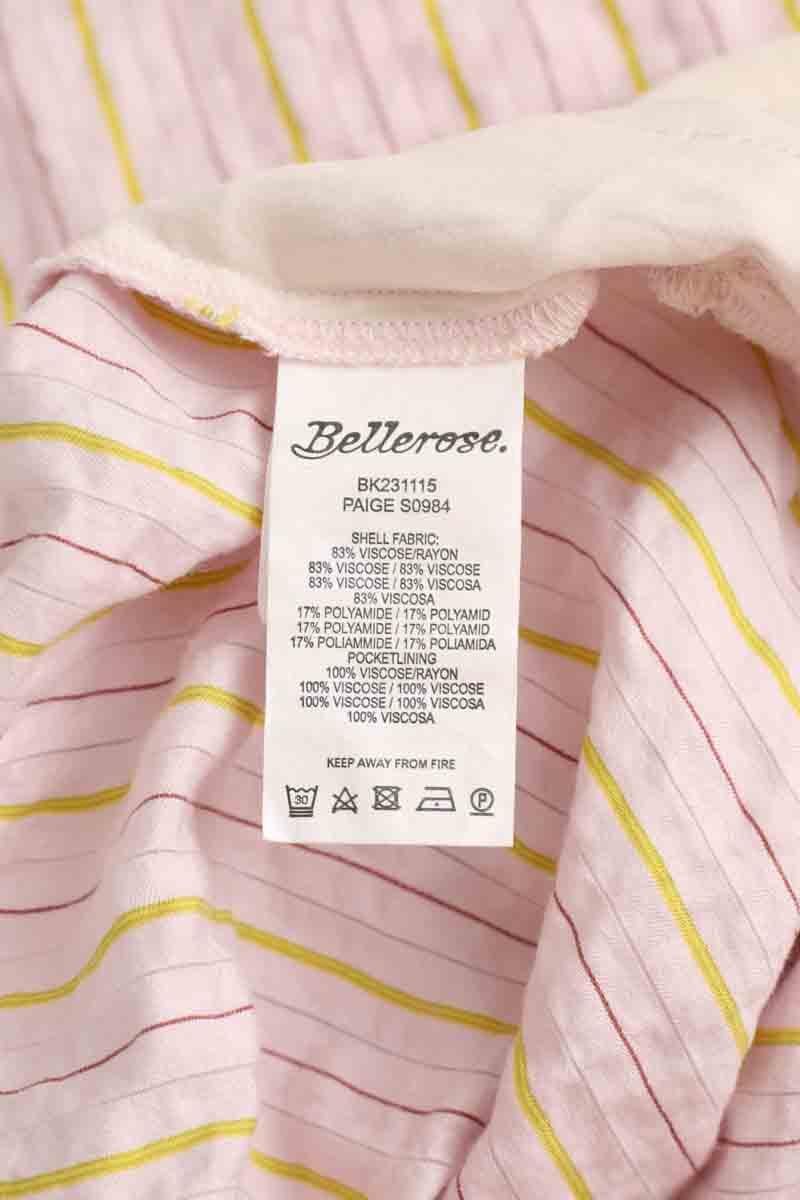 Bellerose.
BK231115
PAIGE S0984
SHELL FABRIC:
83% VISCOSE/RAYON
83% VISCOSE / 83% VISCOSE
83% VISCOSE / 83% VISCOSA
83% VISCOSA
17% POLYAMIDE / 17% POLYAMID
17% POLYAMIDE / 17% POLYAMID
17% POLIAMMIDE / 17% POLIAMIDA
POCKETLINING
100% VISCOSE/RAYON
100% VISCOSE / 100% VISCOSE
100% VISCOSE / 100% VISCOSA
100% VISCOSA
KEEP AWAY FROM FIRE
30 P